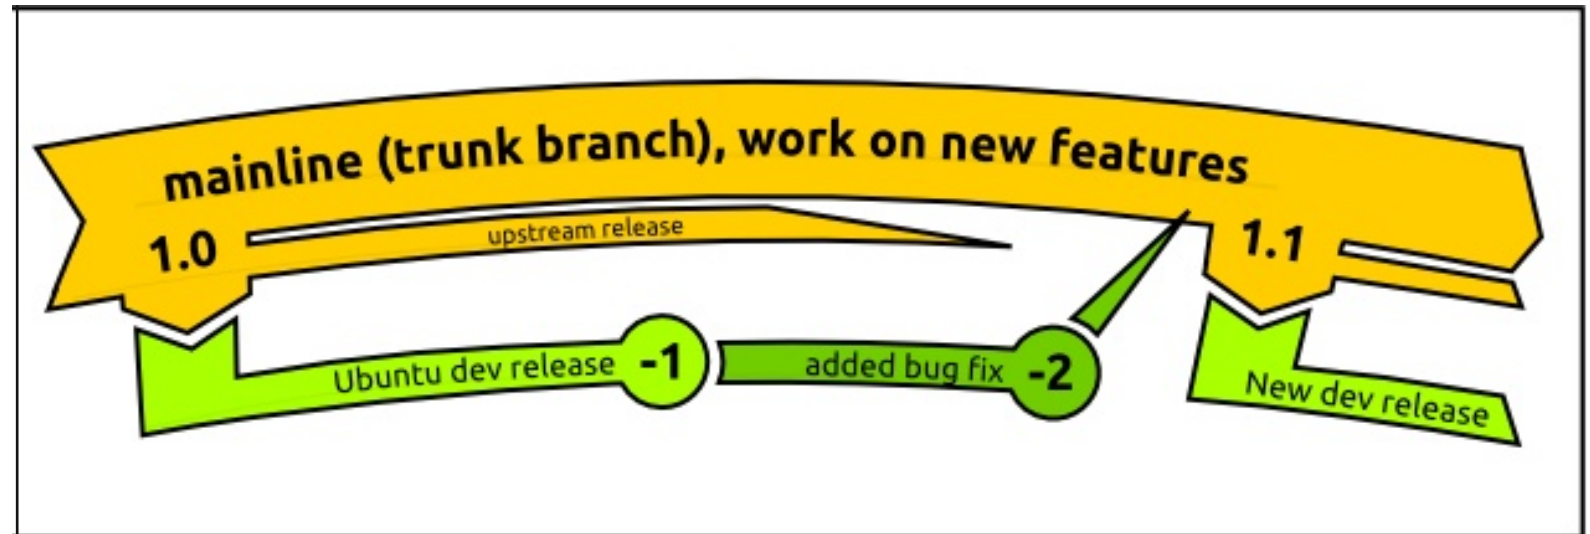 mainline (trunk branch), work on new features
1.0
upstream release
1.1
Ubuntu dev release
-1
added bug fix
-2
New dev release